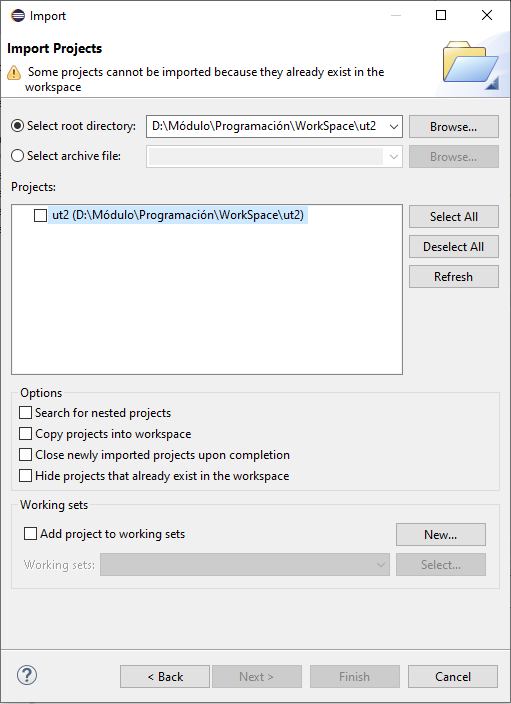 Import
Import Projects
Some projects cannot be imported because they already exist in the
workspace
Select root directory:
D:\Módulo\Programación\WorkSpace\ut2
Browse...
Select archive file:
Browse...
Projects:
ut2 (D:\Módulo\Programación\WorkSpace\ut2)
Select All
Deselect All
Refresh
Options
Search for nested projects
Copy projects into workspace
Close newly imported projects upon completion
Hide projects that already exist in the workspace
Working sets
Add project to working sets
New...
Working sets:
Select...
?
< Back
Next >
Finish
Cancel